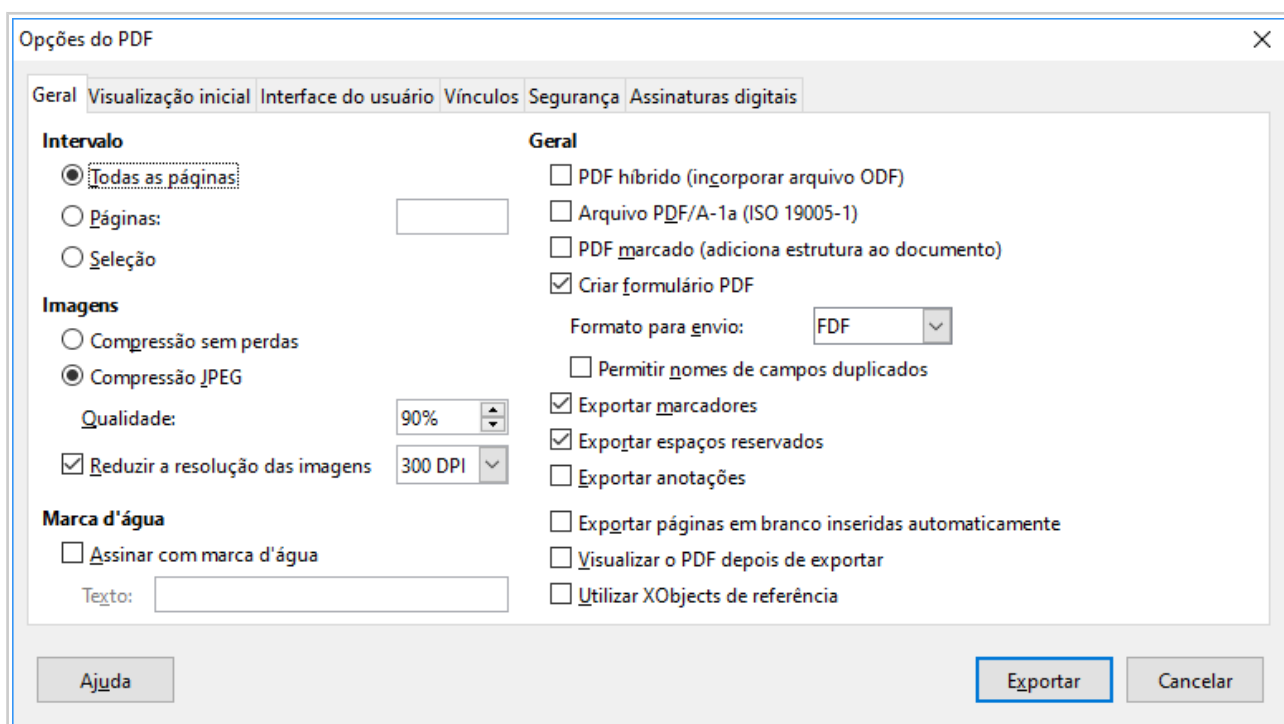 Opções do PDF
Geral Visualização inicial Interface do usuário Vínculos Segurança Assinaturas digitais
Intervalo
Todas as páginas
Páginas:
Seleção
Imagens
Compressão sem perdas
Compressão JPEG
Qualidade: 90%
Reduzir a resolução das imagens 300 DPI
Marca d'água
Assinar com marca d'água
Texto:
Geral
PDF híbrido (incorporar arquivo ODF)
Arquivo PDF/A-1a (ISO 19005-1)
PDF marcado (adiciona estrutura ao documento)
Criar formulário PDF
Formato para envio: FDF
Permitir nomes de campos duplicados
Exportar marcadores
Exportar espaços reservados
Exportar anotações
Exportar páginas em branco inseridas automaticamente
Visualizar o PDF depois de exportar
Utilizar XObjects de referência
Ajuda Exportar Cancelar